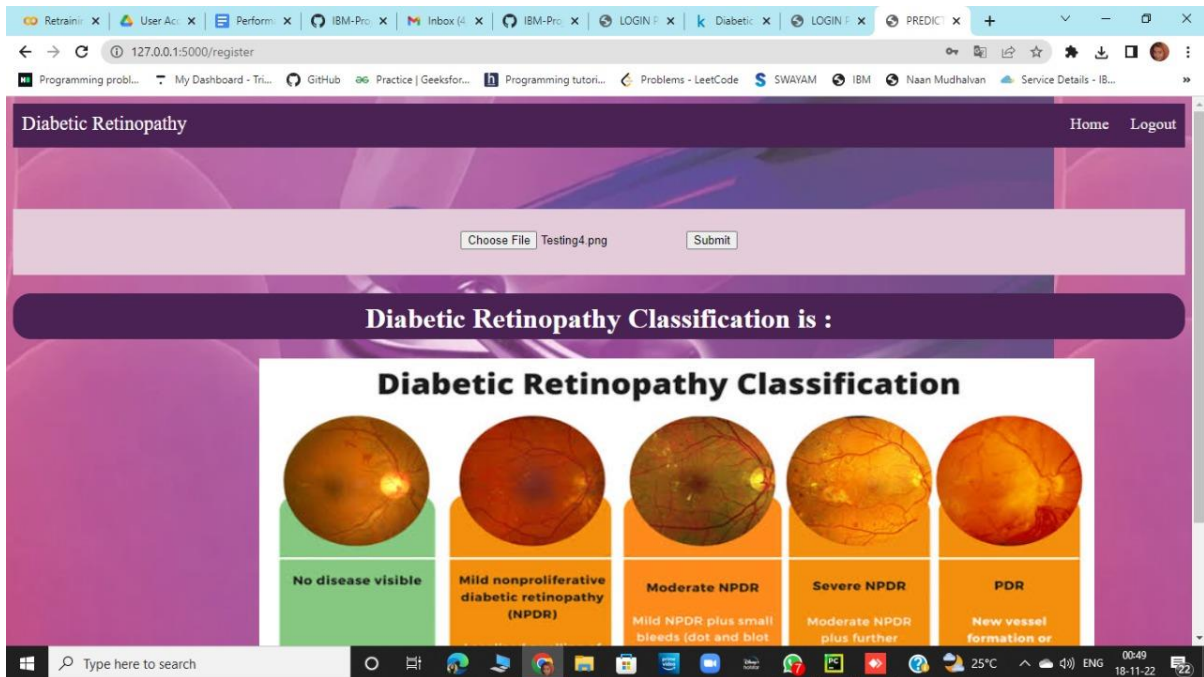 Retrainin
User Acc
Perform
IBM-Proj
M Inbox (4
IBM-Pro
LOGIN P
k Diabetic
LOGIN P
PREDICT
127.0.0.1:5000/register
Programming probl...
My Dashboard - Tri...
GitHub
Practice | Geeksfor...
Programming tutori...
Problems - LeetCode
SWAYAM
IBM
Naan Mudhalvan
Service Details - IB...
»
Diabetic Retinopathy
Home
Logout
Choose File Testing4.png
Submit
Diabetic Retinopathy Classification is :
Diabetic Retinopathy Classification
No disease visible
Mild nonproliferative
diabetic retinopathy
(NPDR)
Moderate NPDR
Mild NPDR plus small
bleeds (dot and blot
Severe NPDR
Moderate NPDR
plus further
PDR
New vessel
formation or
Type here to search
25°C
ENG
00:49
18-11-22
22